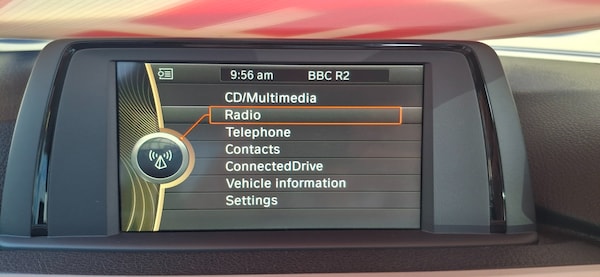 9:56 am BBC R2
CD/Multimedia
Radio
Telephone
Contacts
ConnectedDrive
Vehicle information
Settings